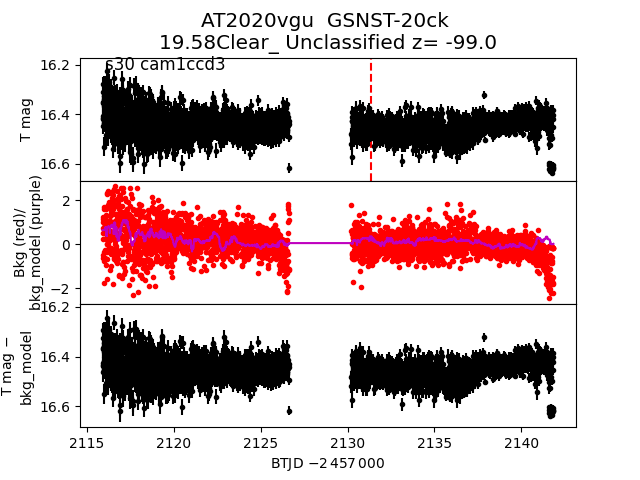 AT2020vgu GSNST-20ck
19.58Clear_ Unclassified z= -99.0
s30 cam1ccd3
16.2
16.4
16.6
T mag
2
0
−2
Bkg (red)/
bkg_model (purple)
16.2
16.4
16.6
T mag −
bkg_model
2115 2120 2125 2130 2135 2140
BTJD −2 457 000